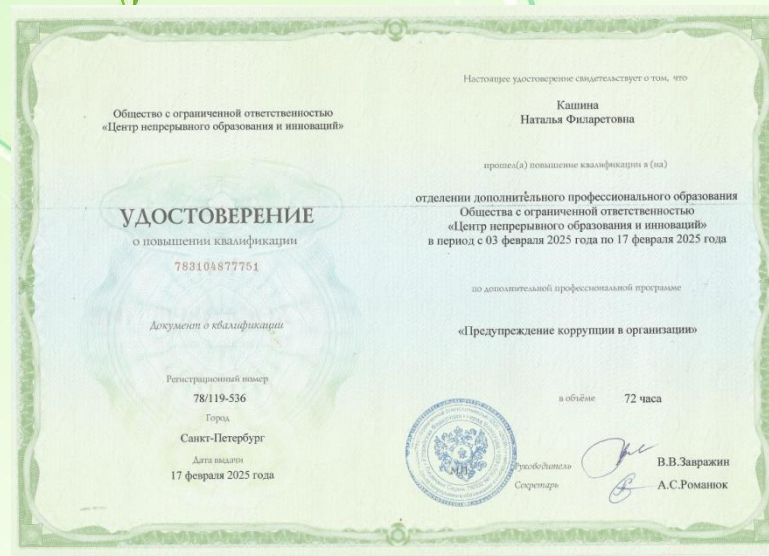 Общество с ограниченной ответственностью
«Центр непрерывного образования и инноваций»
УДОСТОВЕРЕНИЕ
о повышении квалификации
783104877751
Документ о квалификации
Регистрационный номер
78/119-536
Город
Санкт-Петербург
Дата выдачи
17 февраля 2025 года
Настоящее удостоверение свидетельствует о том, что
Кашина
Наталья Филаретовна
прошел(а) повышение квалификации в (на)
отделении дополнительного профессионального образования
Общества с ограниченной ответственностью
«Центр непрерывного образования и инноваций»
в период с 03 февраля 2025 года по 17 февраля 2025 года
по дополнительной профессиональной программе
«Предупреждение коррупции в организации»
в объёме 72 часа
М.П.
Руководитель В.В.Завражин
Секретарь А.С.Романюк